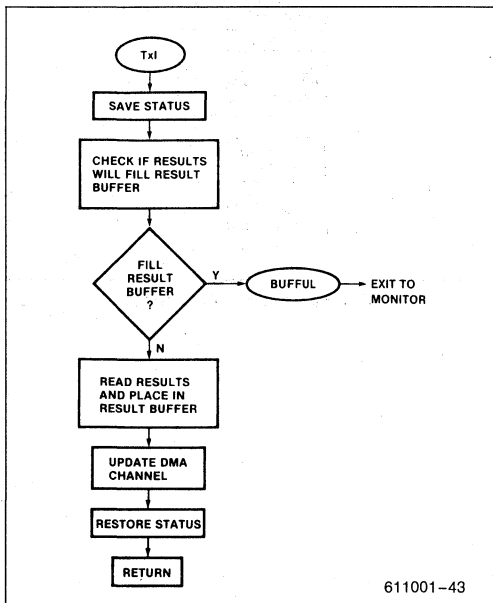 TxI
SAVE STATUS
CHECK IF RESULTS
WILL FILL RESULT
BUFFER
FILL
RESULT
BUFFER
?
Y
BUFFUL
EXIT TO
MONITOR
N
READ RESULTS
AND PLACE IN
RESULT BUFFER
UPDATE DMA
CHANNEL
RESTORE STATUS
RETURN
611001-43